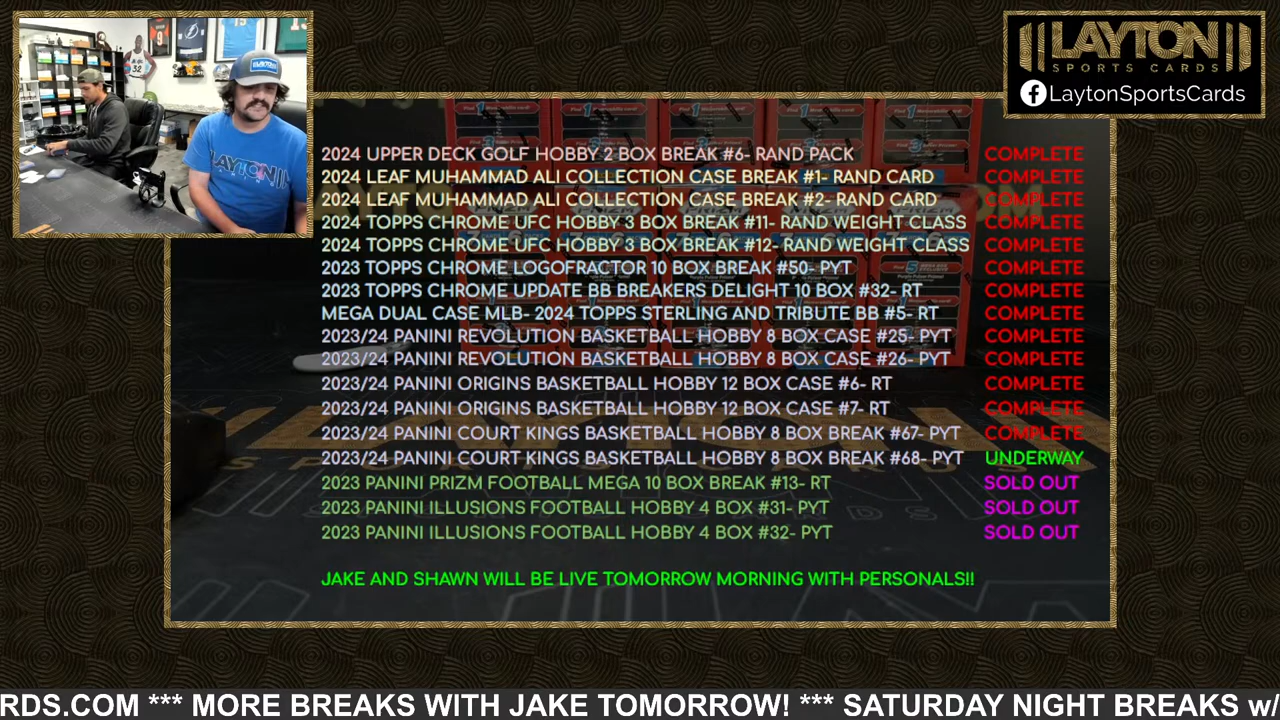 LAYTON
SPORTS CARDS
LaytonSportsCards
2024 UPPER DECK GOLF HOBBY 2 BOX BREAK #6- RAND PACK COMPLETE
2024 LEAF MUHAMMAD ALI COLLECTION CASE BREAK #1- RAND CARD COMPLETE
2024 LEAF MUHAMMAD ALI COLLECTION CASE BREAK #2- RAND CARD COMPLETE
2024 TOPPS CHROME UFC HOBBY 3 BOX BREAK #11- RAND WEIGHT CLASS COMPLETE
2024 TOPPS CHROME UFC HOBBY 3 BOX BREAK #12- RAND WEIGHT CLASS COMPLETE
2023 TOPPS CHROME LOGOFRACTOR 10 BOX BREAK #50- PYT COMPLETE
2023 TOPPS CHROME UPDATE BB BREAKERS DELIGHT 10 BOX #32- RT COMPLETE
MEGA DUAL CASE MLB- 2024 TOPPS STERLING AND TRIBUTE BB #5- RT COMPLETE
2023/24 PANINI REVOLUTION BASKETBALL HOBBY 8 BOX CASE #25- PYT COMPLETE
2023/24 PANINI REVOLUTION BASKETBALL HOBBY 8 BOX CASE #26- PYT COMPLETE
2023/24 PANINI ORIGINS BASKETBALL HOBBY 12 BOX CASE #6- RT COMPLETE
2023/24 PANINI ORIGINS BASKETBALL HOBBY 12 BOX CASE #7- RT COMPLETE
2023/24 PANINI COURT KINGS BASKETBALL HOBBY 8 BOX BREAK #67- PYT COMPLETE
2023/24 PANINI COURT KINGS BASKETBALL HOBBY 8 BOX BREAK #68- PYT UNDERWAY
2023 PANINI PRIZM FOOTBALL MEGA 10 BOX BREAK #13- RT SOLD OUT
2023 PANINI ILLUSIONS FOOTBALL HOBBY 4 BOX #31- PYT SOLD OUT
2023 PANINI ILLUSIONS FOOTBALL HOBBY 4 BOX #32- PYT SOLD OUT
JAKE AND SHAWN WILL BE LIVE TOMORROW MORNING WITH PERSONALS!!
RDS.COM *** MORE BREAKS WITH JAKE TOMORROW! *** SATURDAY NIGHT BREAKS w/